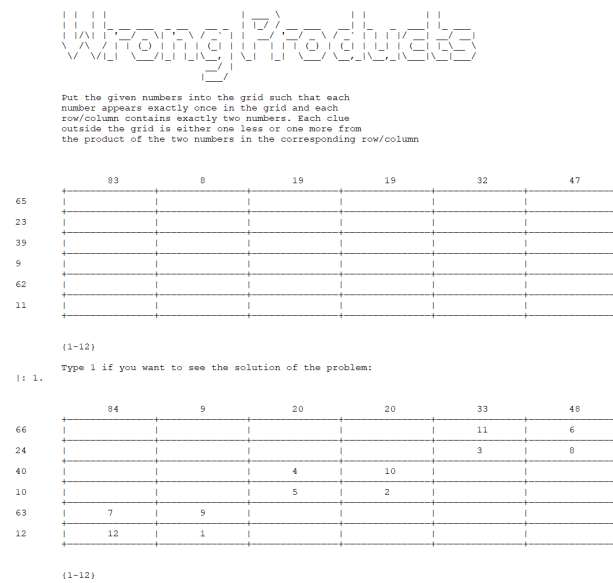 Wrong Products
Put the given numbers into the grid such that each
number appears exactly once in the grid and each
row/column contains exactly two numbers. Each clue
outside the grid is either one less or one more from
the product of the two numbers in the corresponding row/column
83 8 19 19 32 47
65
23
39
9
62
11
{1-12}
Type 1 if you want to see the solution of the problem:
|: 1.
84 9 20 20 33 48
66 11 6
24 3 8
40 4 10
10 5 2
63 7 9
12 12 1
{1-12}